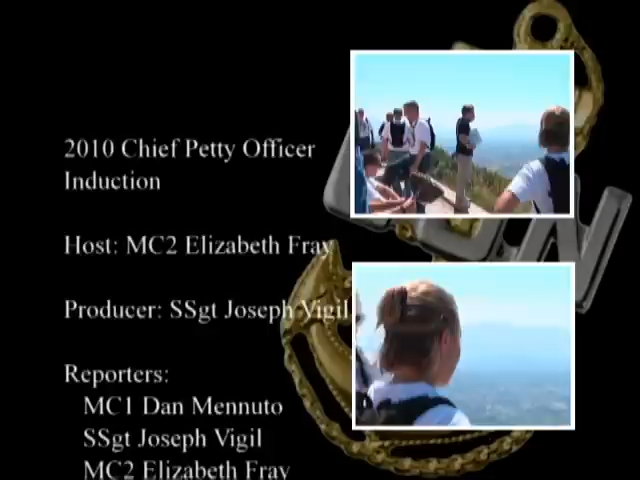 2010 Chief Petty Officer
Induction
Host: MC2 Elizabeth Fray
Producer: SSgt Joseph Vigil
Reporters:
MC1 Dan Mennuto
SSgt Joseph Vigil
MC2 Elizabeth Fray